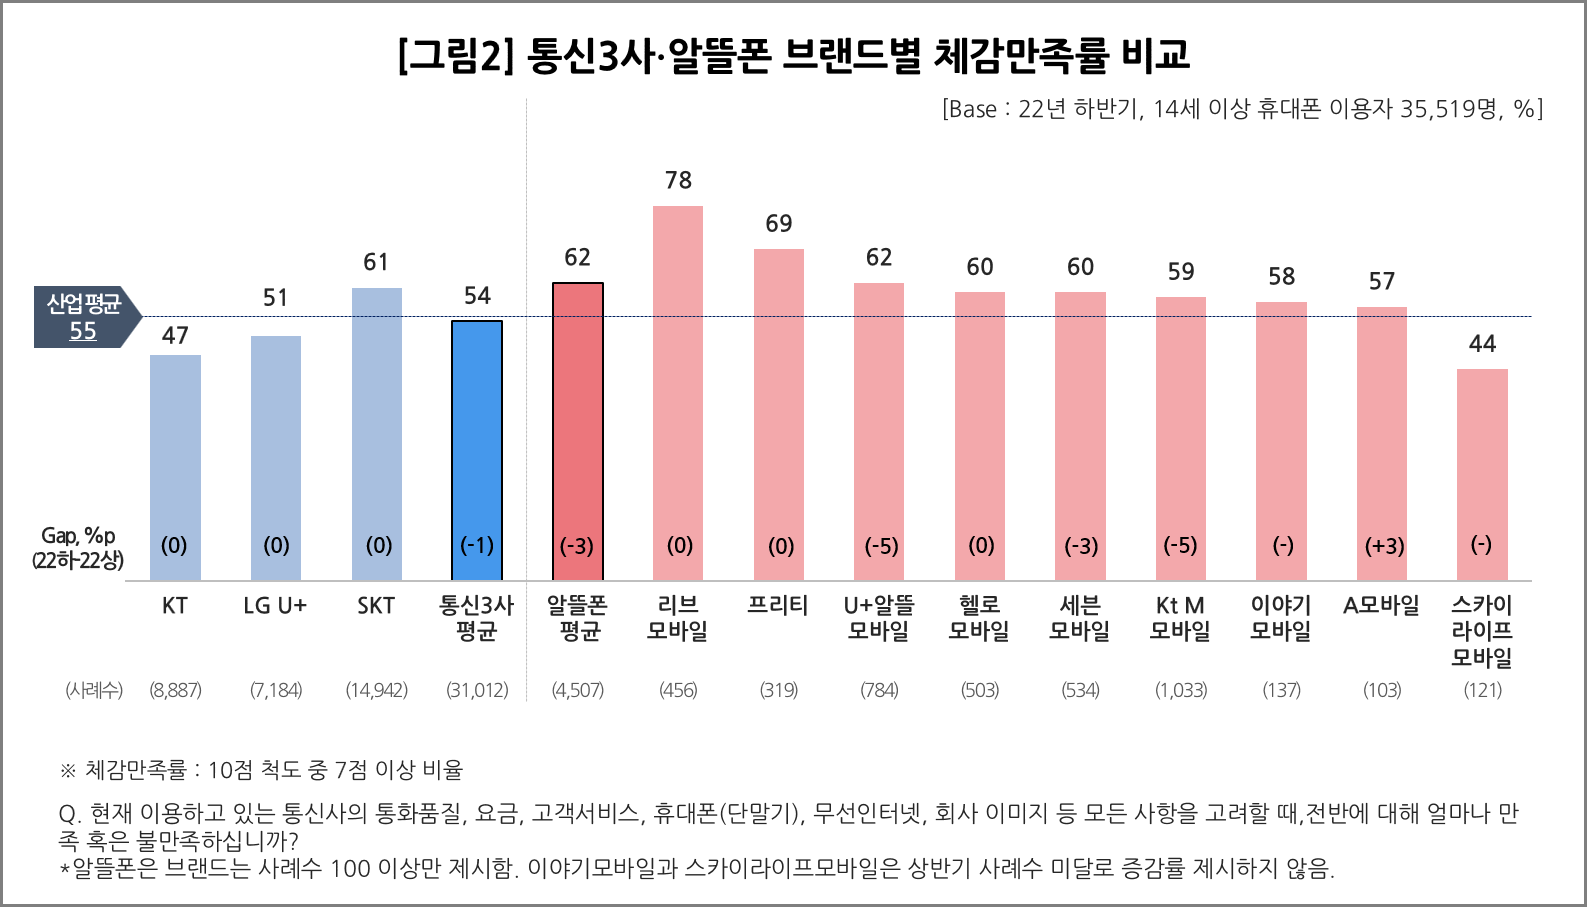 [그림2] 통신3사·알뜰폰 브랜드별 체감만족률 비교
[Base : 22년 하반기, 14세 이상 휴대폰 이용자 35,519명, %]
산업평균
55
47 51 61 54 62 78 69 62 60 60 59 58 57 44
Gap, %p
(22하-22상)
(0) (0) (0) (-1) (-3) (0) (0) (-5) (0) (-3) (-5) (-) (+3) (-)
KT
LG U+
SKT
통신3사
평균
알뜰폰
평균
리브
모바일
프리티
U+알뜰
모바일
헬로
모바일
세븐
모바일
Kt M
모바일
이야기
모바일
A모바일
스카이
라이프
모바일
(사례수) (8,887) (7,184) (14,942) (31,012) (4,507) (456) (319) (784) (503) (534) (1,033) (137) (103) (121)
※ 체감만족률 : 10점 척도 중 7점 이상 비율
Q. 현재 이용하고 있는 통신사의 통화품질, 요금, 고객서비스, 휴대폰(단말기), 무선인터넷, 회사 이미지 등 모든 사항을 고려할 때,전반에 대해 얼마나 만
족 혹은 불만족하십니까?
*알뜰폰은 브랜드는 사례수 100 이상만 제시함. 이야기모바일과 스카이라이프모바일은 상반기 사례수 미달로 증감률 제시하지 않음.